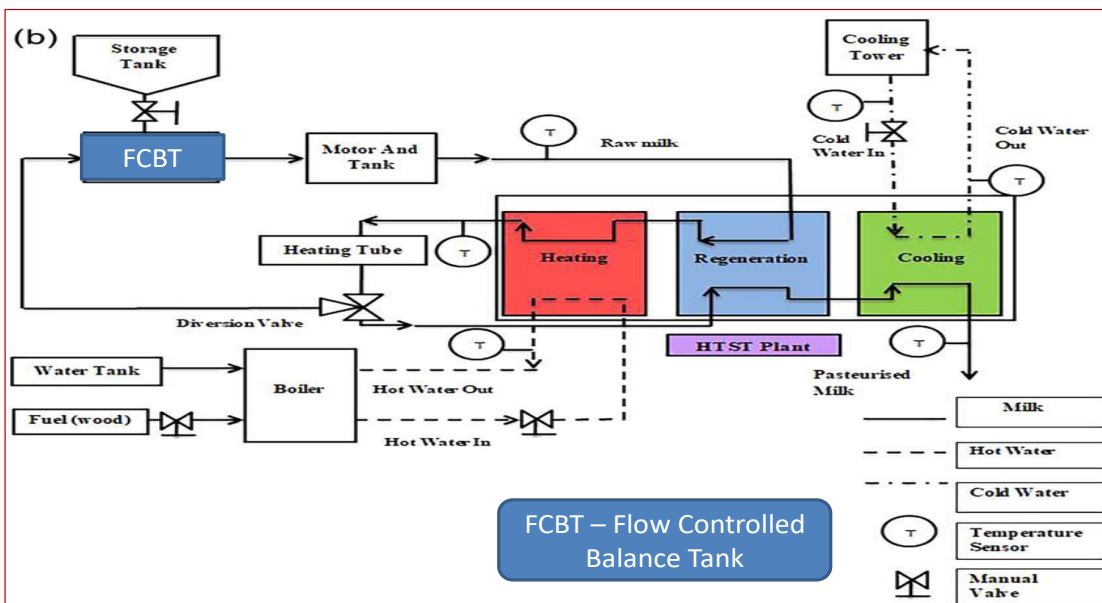 (b)
Storage
Tank
Cooling
Tower
T
T
FCBT
Motor And
Tank
Raw milk
Cold
Water In
Cold Water
Out
T
Heating Tube
T
Heating
Regeneration
Cooling
Diversion Valve
T
HTST Plant
T
Water Tank
Boiler
Hot Water Out
Pasteurised
Milk
Fuel (wood)
Hot Water In
Milk
Hot Water
Cold Water
FCBT – Flow Controlled
Balance Tank
T
Temperature
Sensor
Manual
Valve